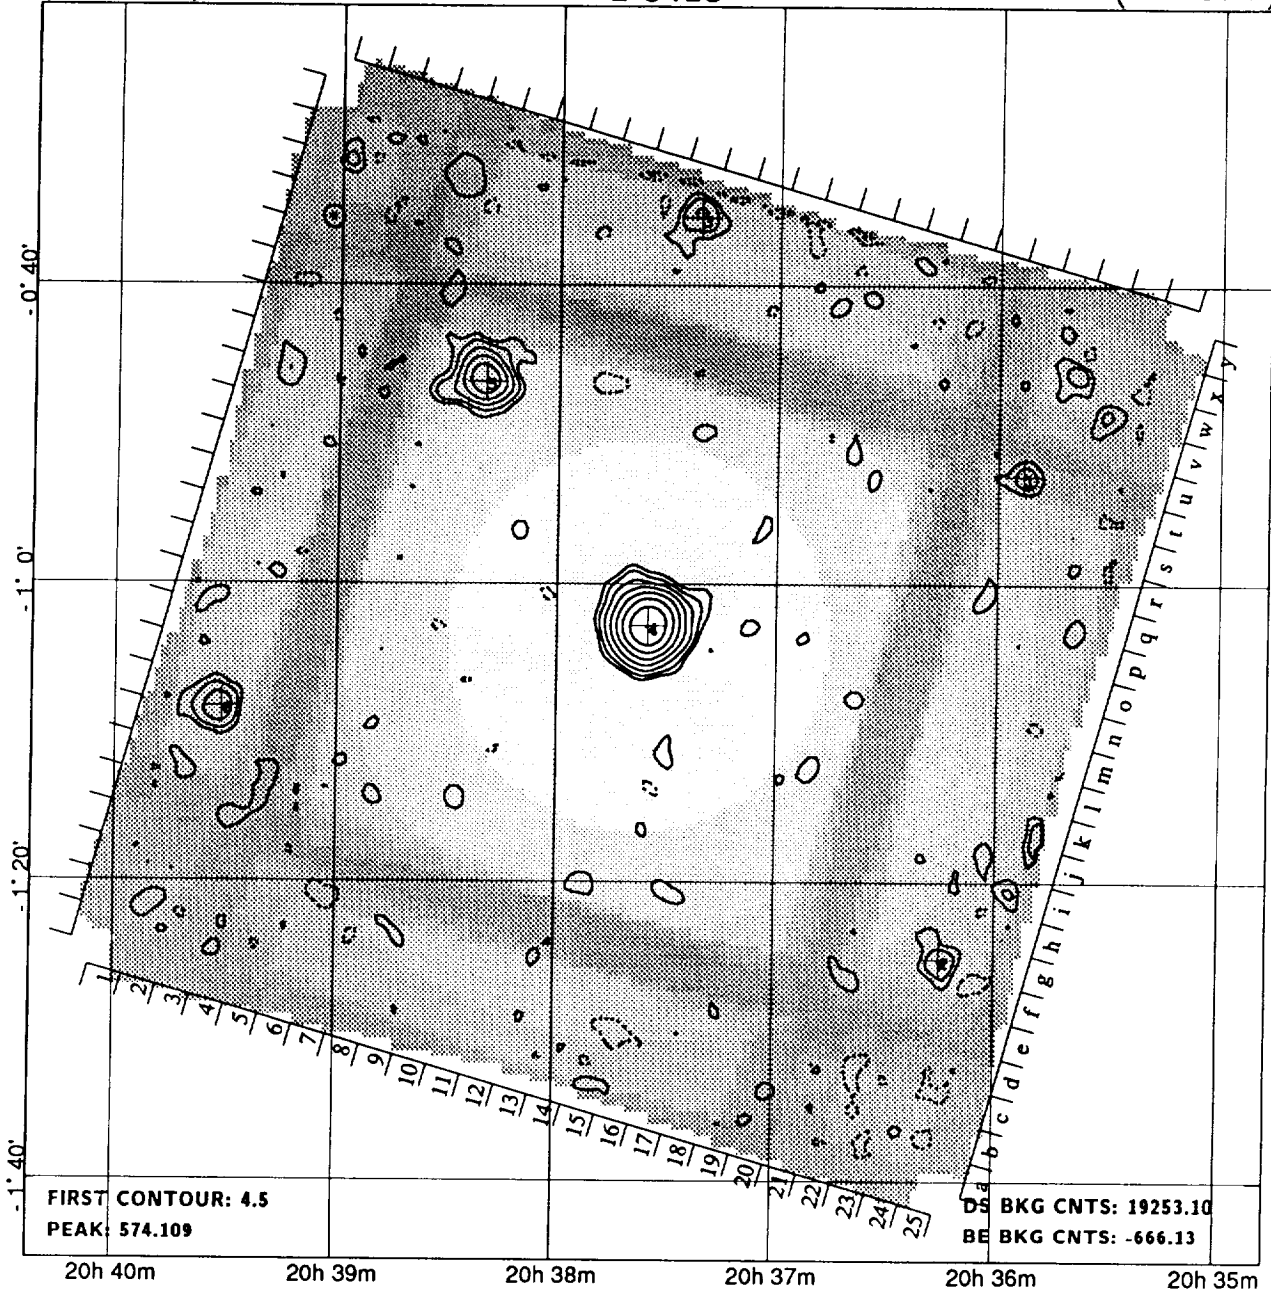 - 0° 40'
- 1° 0'
- 1° 20'
- 1° 40'
y
x
w
v
u
t
s
r
q
p
o
n
m
l
k
j
i
h
g
f
e
d
c
b
a
1 2 3 4 5 6 7 8 9 10 11 12 13 14 15 16 17 18 19 20 21 22 23 24 25
FIRST CONTOUR: 4.5
PEAK: 574.109
DS BKG CNTS: 19253.10
BE BKG CNTS: -666.13
20h 40m 20h 39m 20h 38m 20h 37m 20h 36m 20h 35m